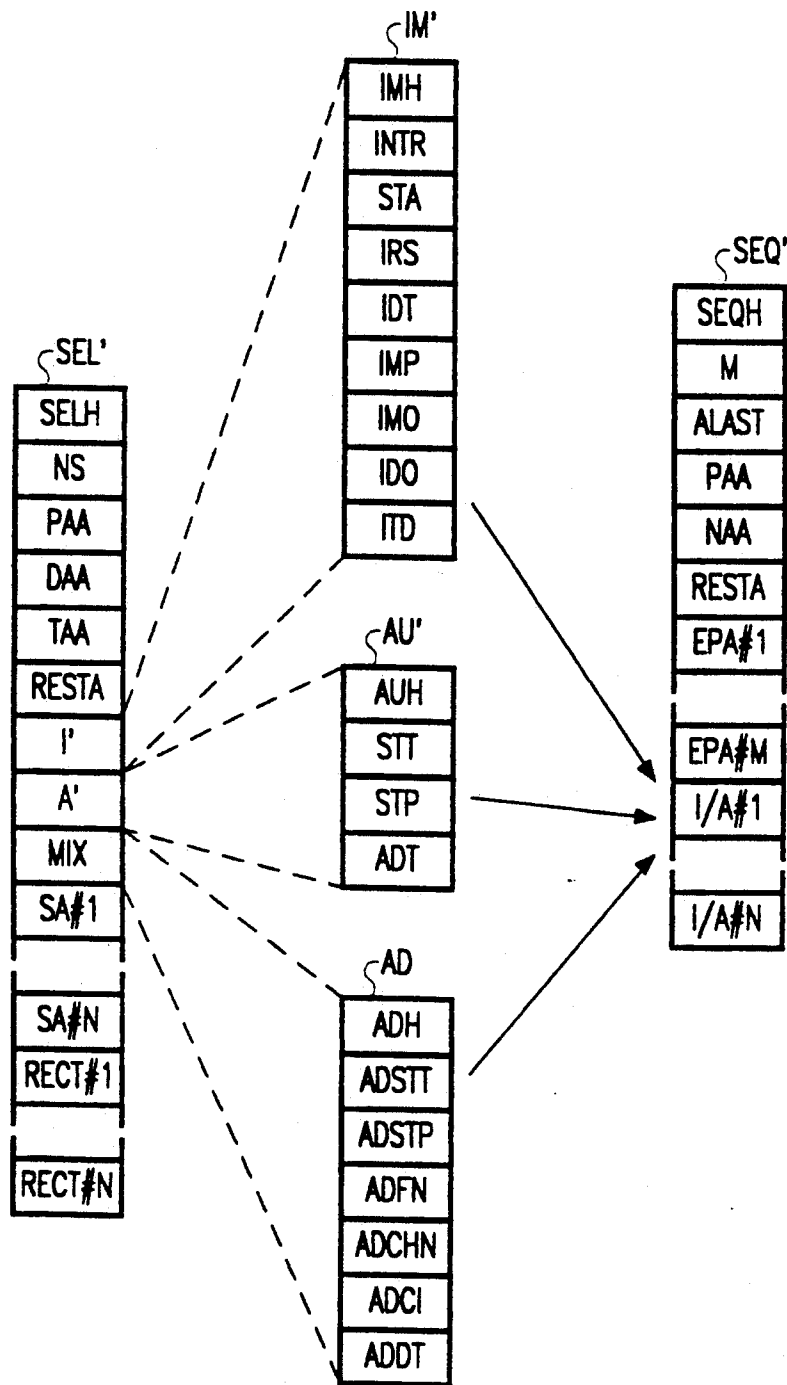 SEL'
SELH
NS
PAA
DAA
TAA
RESTA
I'
A'
MIX
SA#1
SA#N
RECT#1
RECT#N
IM'
IMH
INTR
STA
IRS
IDT
IMP
IMO
IDO
ITD
AU'
AUH
STT
STP
ADT
AD
ADH
ADSTT
ADSTP
ADFN
ADCHN
ADCI
ADDT
SEQ'
SEQH
M
ALAST
PAA
NAA
RESTA
EPA#1
EPA#M
I/A#1
I/A#N